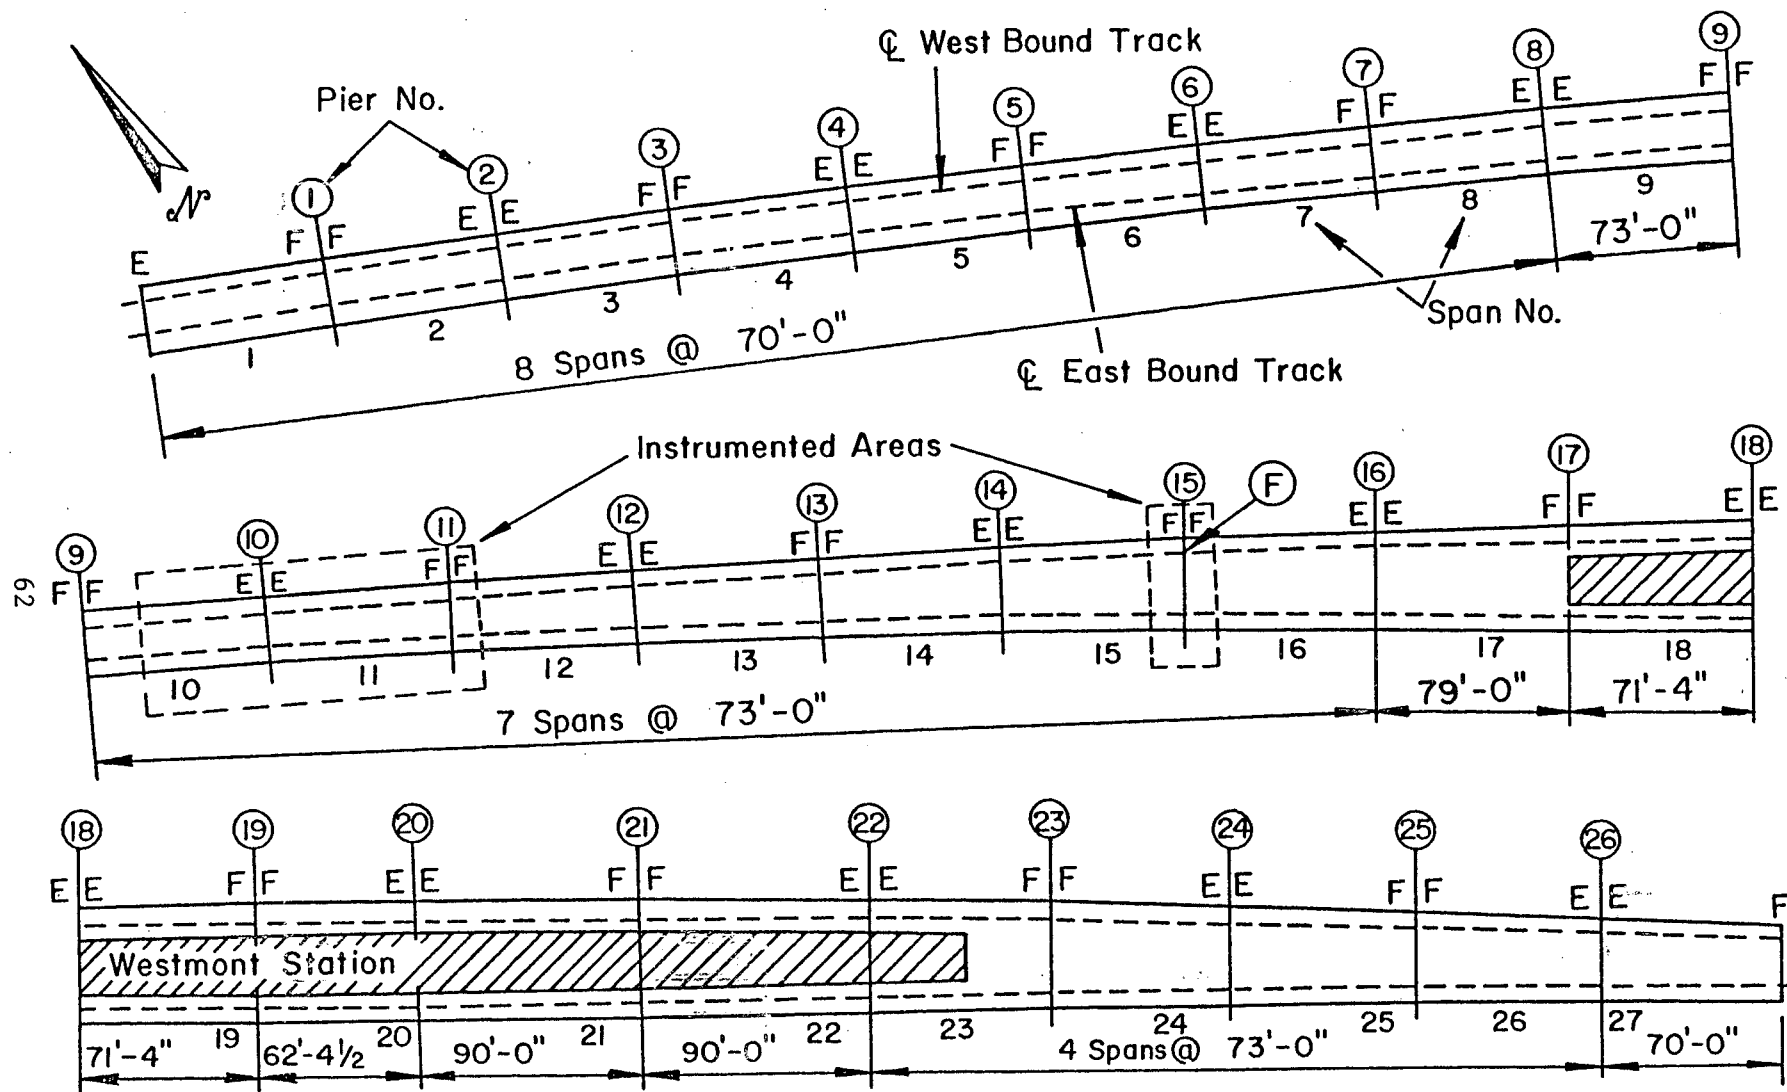 ℄ West Bound Track
Pier No.
1 2 3 4 5 6 7 8 9
E F F E E F F E E F F E E F F E E F F
N
1 2 3 4 5 6 7 8 9
8 Spans @ 70'-0"
73'-0"
Span No.
℄ East Bound Track
Instrumented Areas
9 10 11 12 13 14 15 F 16 17 18
F F E E F F E E F F E E F F E E F F E E
10 11 12 13 14 15 16 17 18
7 Spans @ 73'-0"
79'-0" 71'-4"
62
18 19 20 21 22 23 24 25 26
E E F F E E F F E E F F E E F F E E F
Westmont Station
19 20 21 22 23 24 25 26 27
71'-4" 62'-4½ 90'-0" 90'-0" 4 Spans@ 73'-0" 70'-0"